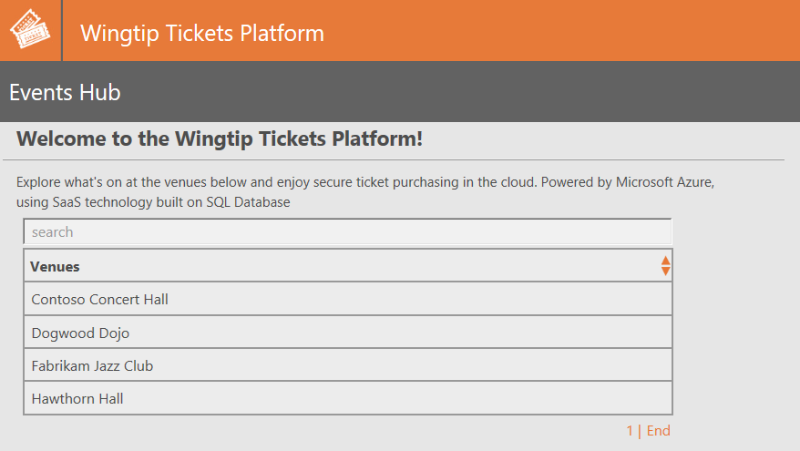 Wingtip Tickets Platform
Events Hub
Welcome to the Wingtip Tickets Platform!
Explore what's on at the venues below and enjoy secure ticket purchasing in the cloud. Powered by Microsoft Azure,
using SaaS technology built on SQL Database
search
Venues
Contoso Concert Hall
Dogwood Dojo
Fabrikam Jazz Club
Hawthorn Hall
1 | End